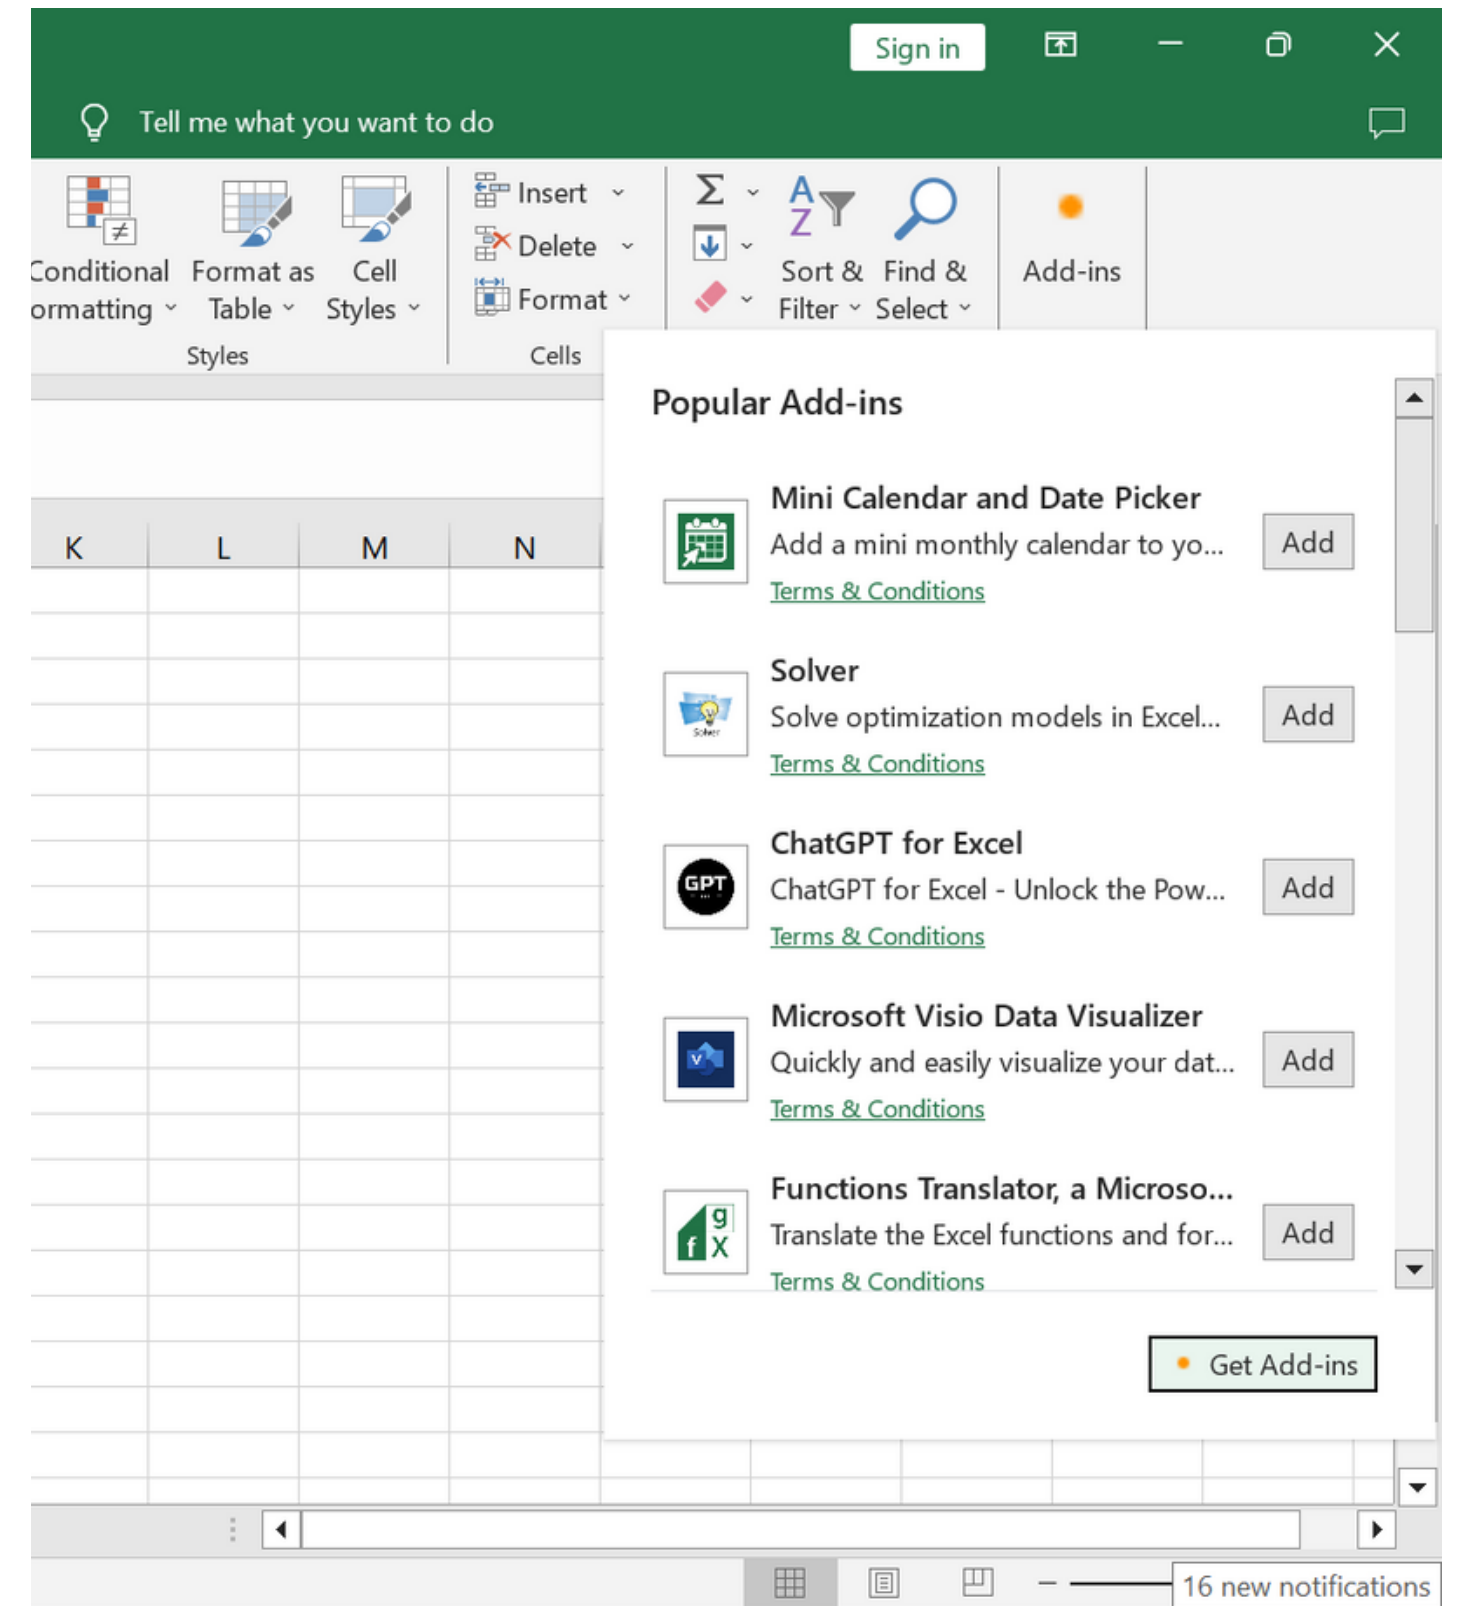 Sign in
Tell me what you want to do
Insert
Delete
Format
Conditional
ormatting
Format as
Table
Cell
Styles
A
Z
Sort &
Filter
Find &
Select
Add-ins
Styles
Cells
Popular Add-ins
Mini Calendar and Date Picker
Add a mini monthly calendar to yo...
Terms & Conditions
Add
K L M N
Solver
Solver
Solve optimization models in Excel...
Terms & Conditions
Add
GPT
ChatGPT for Excel
ChatGPT for Excel - Unlock the Pow...
Terms & Conditions
Add
V
Microsoft Visio Data Visualizer
Quickly and easily visualize your dat...
Terms & Conditions
Add
g
f X
Functions Translator, a Microso...
Translate the Excel functions and for...
Terms & Conditions
Add
Get Add-ins
16 new notifications